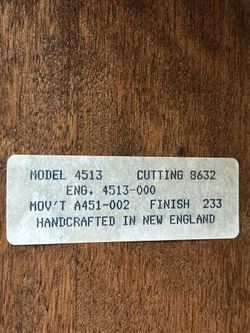 MODEL 4513 CUTTING 8632
ENG. 4513-000
MOV'T A451-002 FINISH 233
HANDCRAFTED IN NEW ENGLAND